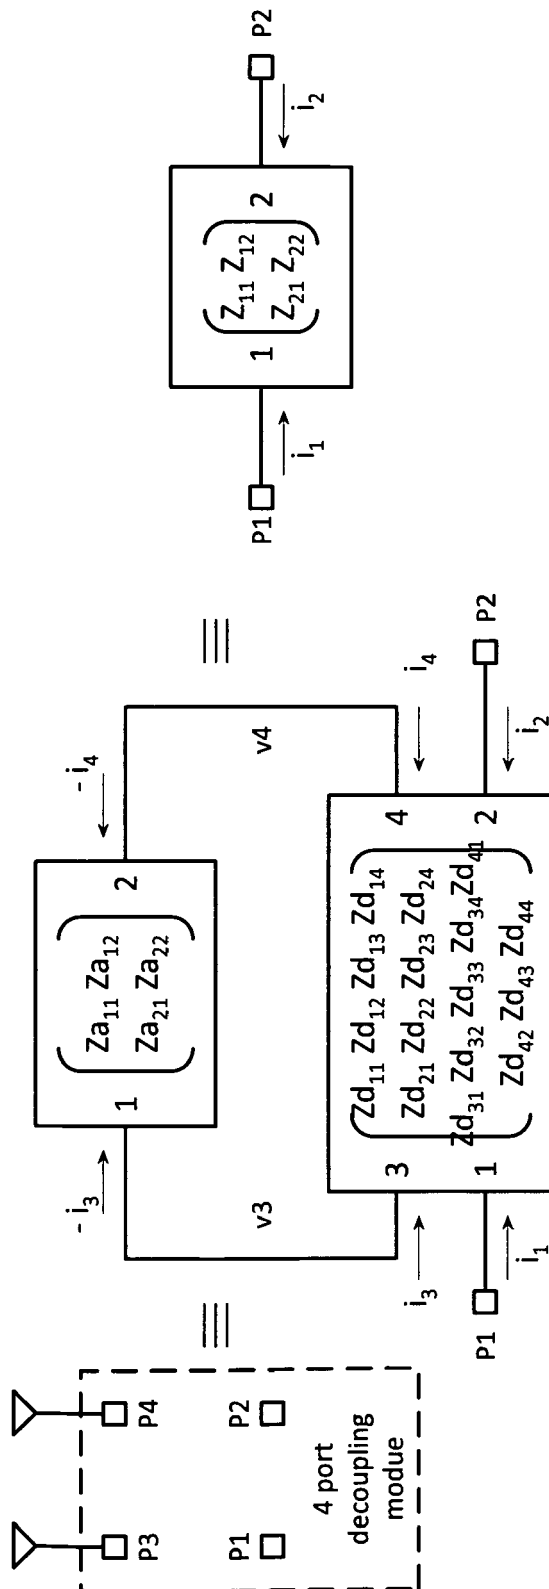 P3 P4
P1 P2
4 port
decoupling
modue
≡
- i3 - i4
1 2
Za11 Za12
Za21 Za22
v3 v4
i3 i4
3 4
Zd11 Zd12 Zd13 Zd14
Zd21 Zd22 Zd23 Zd24
Zd31 Zd32 Zd33 Zd34 Zd41
Zd42 Zd43 Zd44
1 2
P1 P2
i1 i2
≡
P1 P2
i1 i2
1 2
Z11 Z12
Z21 Z22